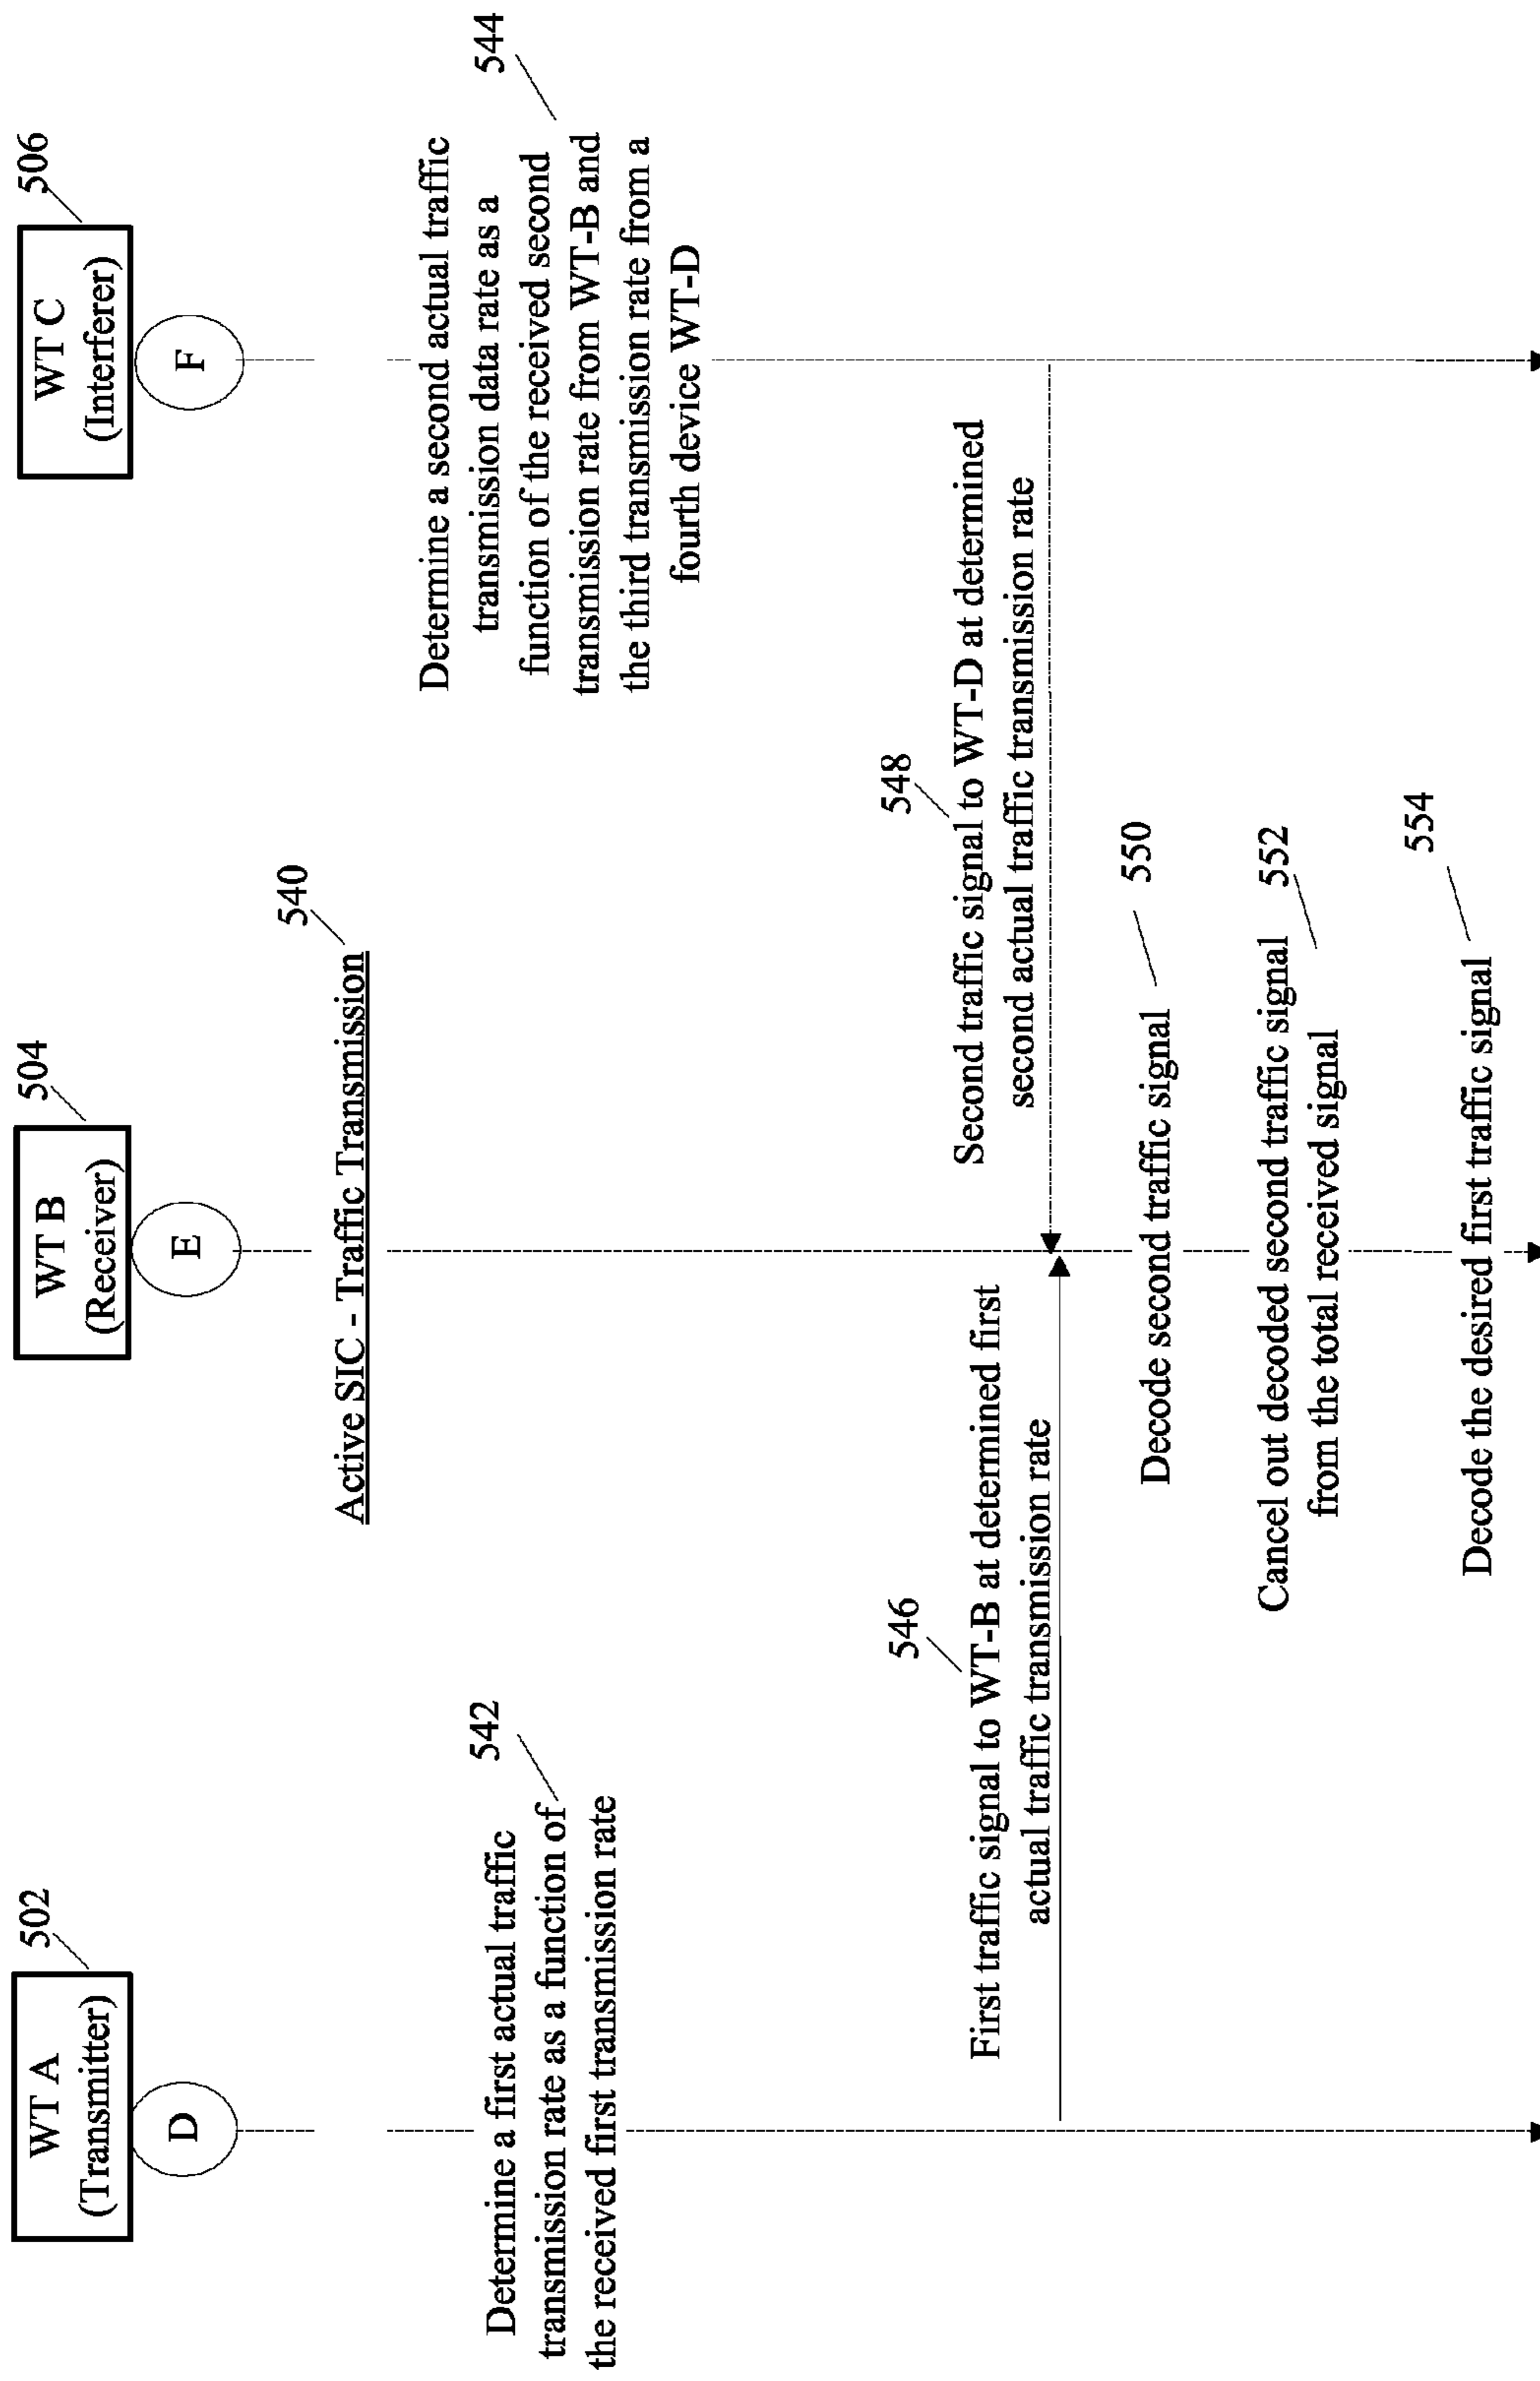 502
WT A
(Transmitter)
D
504
WT B
(Receiver)
E
506
WT C
(Interferer)
F
540
Active SIC - Traffic Transmission
542
Determine a first actual traffic
transmission rate as a function of
the received first transmission rate
544
Determine a second actual traffic
transmission data rate as a
function of the received second
transmission rate from WT-B and
the third transmission rate from a
fourth device WT-D
546
First traffic signal to WT-B at determined first
actual traffic transmission rate
548
Second traffic signal to WT-D at determined
second actual traffic transmission rate
550
Decode second traffic signal
552
Cancel out decoded second traffic signal
from the total received signal
554
Decode the desired first traffic signal